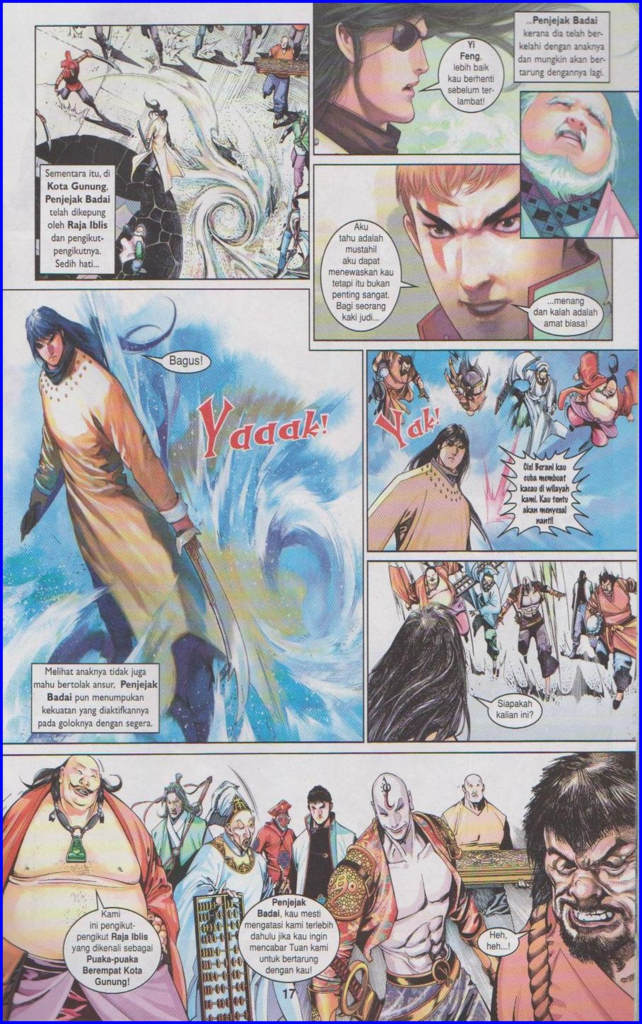 Sementara itu, di
Kota Gunung,
Penjejak Badai
telah dikepung
oleh Raja Iblis
dan pengikut-
pengikutnya.
Sedih hati...
Yi
Feng,
lebih baik
kau berhenti
sebelum ter-
lambat!
...Penjejak Badai
kerana dia telah ber-
kelahi dengan anaknya
dan mungkin akan ber-
tarung dengannya lagi.
Aku
tahu adalah
mustahil
aku dapat
menewaskan kau
tetapi itu bukan
penting sangat.
Bagi seorang
kaki judi...
...menang
dan kalah adalah
amat biasa!
Bagus!
Yaaak!
Melihat anaknya tidak juga
mahu bertolak ansur, Penjejak
Badai pun menumpukan
kekuatan yang diaktifkannya
pada goloknya dengan segera.
Yak!
Cis! Berani kau
cuba membuat
kacau di wilayah
kami. Kau tentu
akan menyesal
nanti!
Siapakah
kalian ini?
Kami
ini pengikut-
pengikut Raja Iblis
yang dikenali sebagai
Puaka-puaka
Berempat Kota
Gunung!
Penjejak
Badai, kau mesti
mengatasi kami terlebih
dahulu jika kau ingin
mencabar Tuan kami
untuk bertarung
dengan kau!
Heh,
heh...!
17